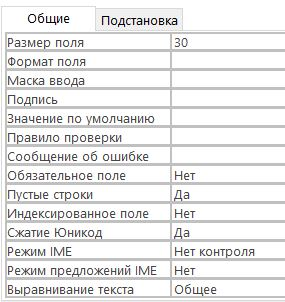 Общие Подстановка
Размер поля 30
Формат поля
Маска ввода
Подпись
Значение по умолчанию
Правило проверки
Сообщение об ошибке
Обязательное поле Нет
Пустые строки Да
Индексированное поле Нет
Сжатие Юникод Да
Режим IME Нет контроля
Режим предложений IME Нет
Выравнивание текста Общее